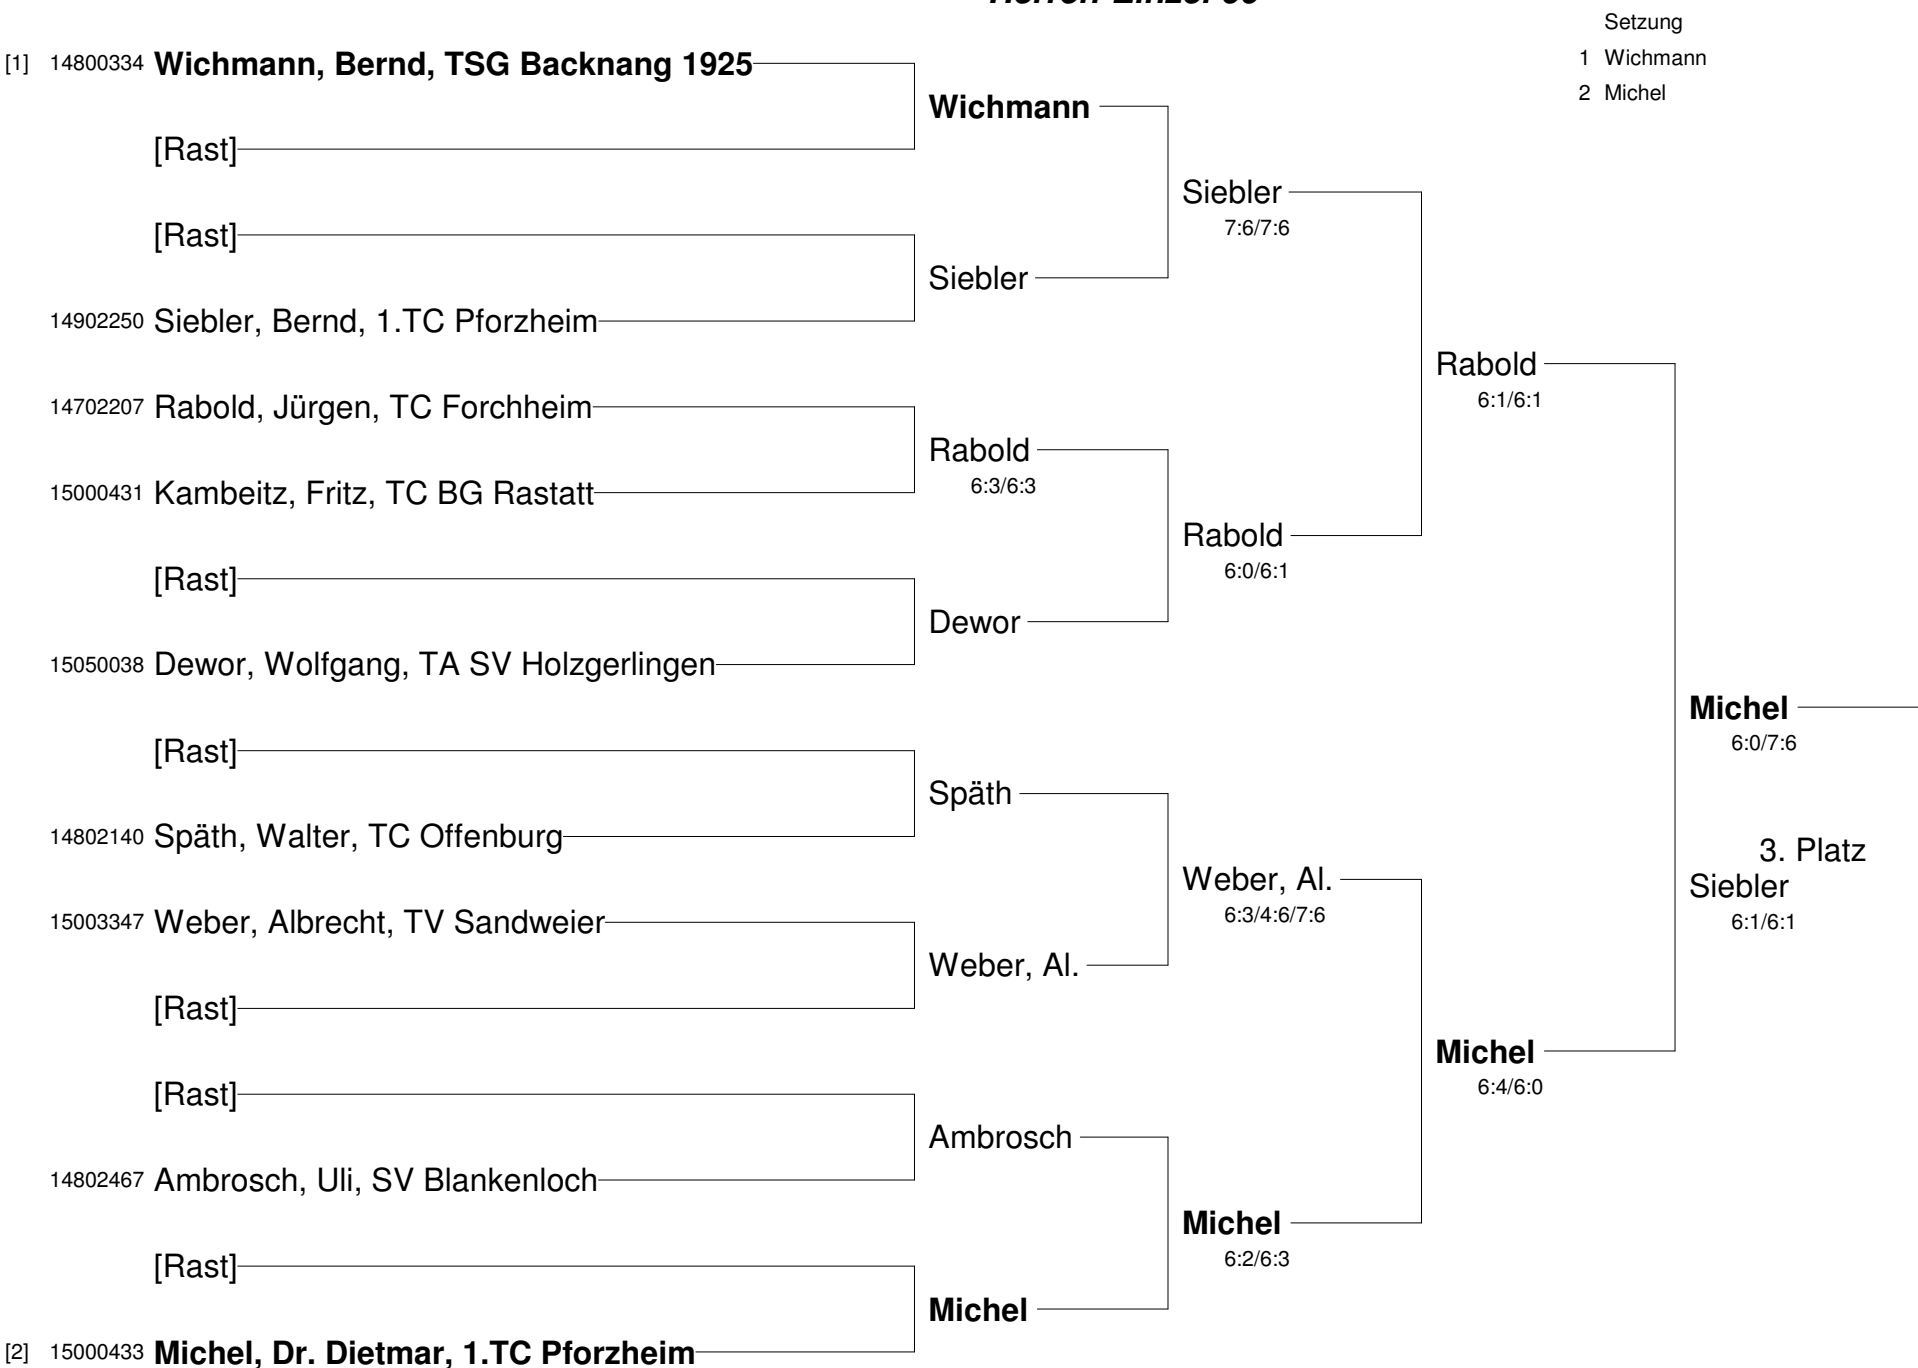 Setzung
1 Wichmann
2 Michel
[1] 14800334 Wichmann, Bernd, TSG Backnang 1925
Wichmann
[Rast]
Siebler
7:6/7:6
[Rast]
Siebler
14902250 Siebler, Bernd, 1.TC Pforzheim
Rabold
6:1/6:1
14702207 Rabold, Jürgen, TC Forchheim
Rabold
6:3/6:3
15000431 Kambeitz, Fritz, TC BG Rastatt
Rabold
6:0/6:1
[Rast]
Dewor
15050038 Dewor, Wolfgang, TA SV Holzgerlingen
Michel
6:0/7:6
[Rast]
Späth
14802140 Späth, Walter, TC Offenburg
3. Platz
Siebler
6:1/6:1
Weber, Al.
6:3/4:6/7:6
15003347 Weber, Albrecht, TV Sandweier
Weber, Al.
[Rast]
Michel
6:4/6:0
[Rast]
Ambrosch
14802467 Ambrosch, Uli, SV Blankenloch
Michel
6:2/6:3
[Rast]
Michel
[2] 15000433 Michel, Dr. Dietmar, 1.TC Pforzheim